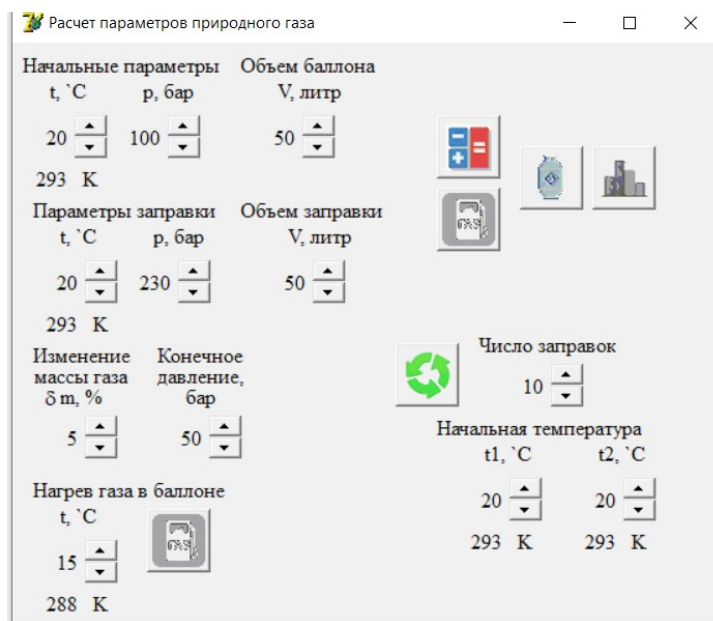 Расчет параметров природного газа
Начальные параметры Объем баллона
t, `C p, бар V, литр
20 100 50
293 K
Параметры заправки Объем заправки
t, `C p, бар V, литр
20 230 50
293 K
Изменение Конечное
массы газа давление,
δ m, % бар
5 50
Число заправок
10
Начальная температура
t1, `C t2, `C
20 20
293 K 293 K
Нагрев газа в баллоне
t, `C
15
288 K
GAS
GAS